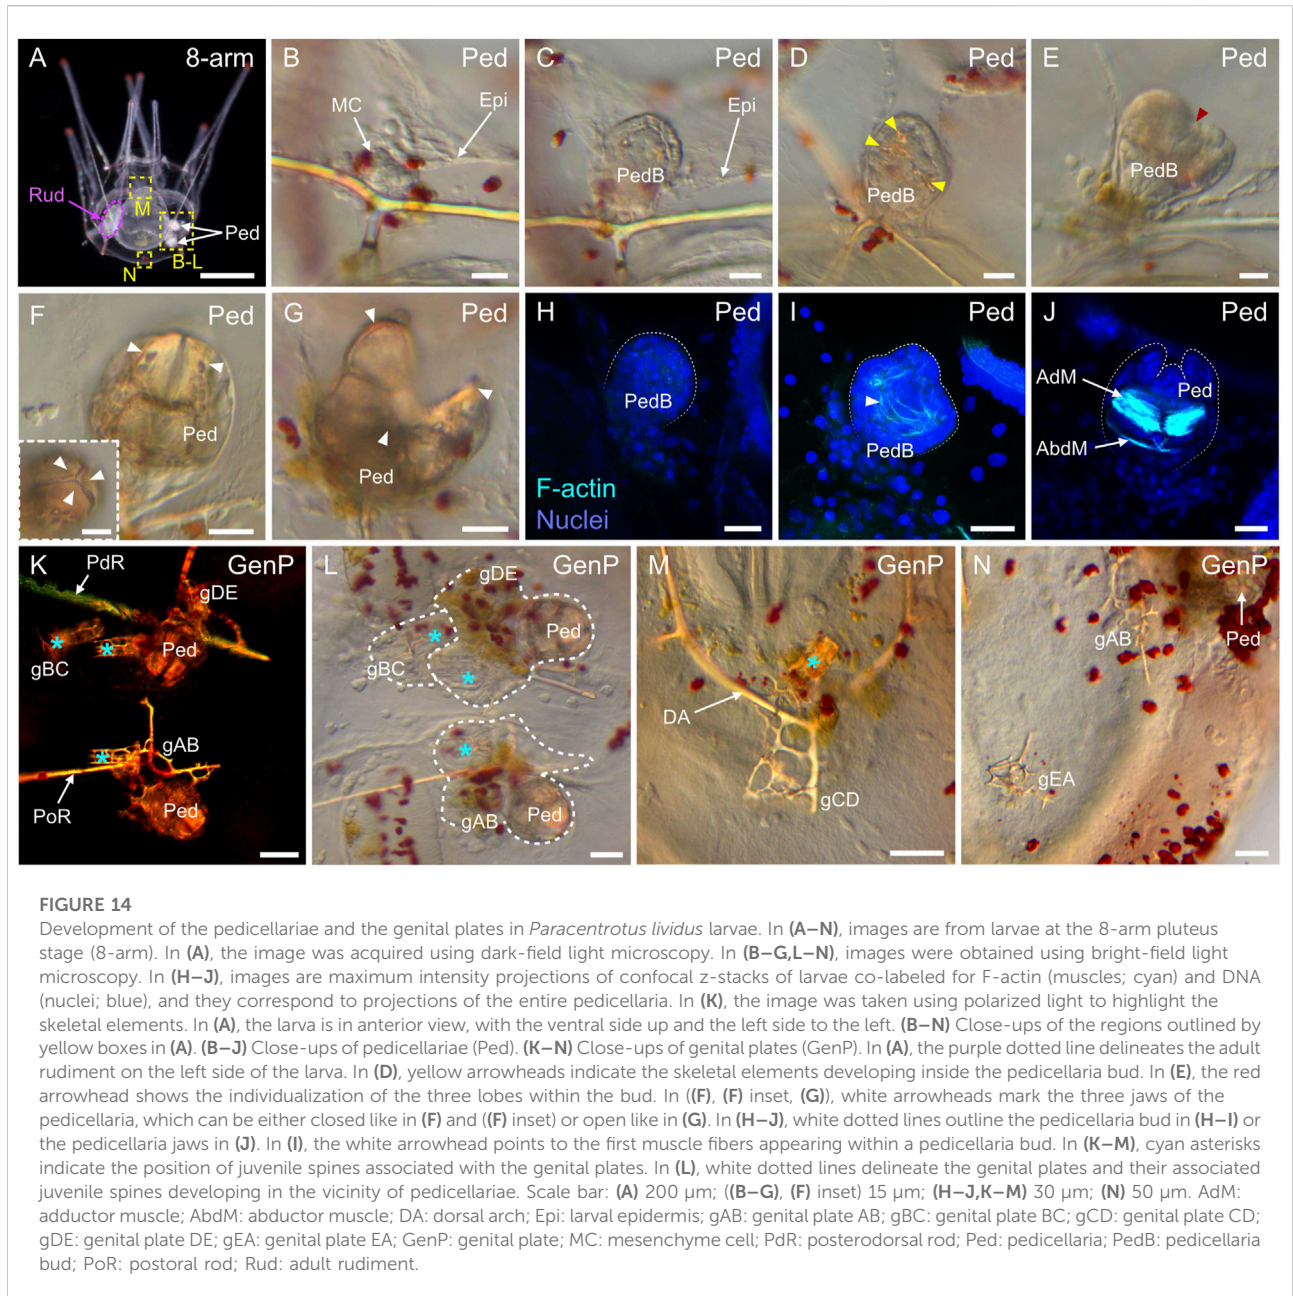 A 8-arm
Rud
M
Ped
N
B-L
B Ped
MC
Epi
C Ped
Epi
PedB
D Ped
PedB
E Ped
PedB
F Ped
Ped
G Ped
Ped
H Ped
PedB
F-actin
Nuclei
I Ped
PedB
J Ped
AdM
Ped
AbdM
K GenP
PdR
gDE
Ped
gBC
gAB
PoR
Ped
L GenP
gDE
Ped
gBC
gAB
Ped
M GenP
DA
gCD
N GenP
gAB
Ped
gEA
FIGURE 14
Development of the pedicellariae and the genital plates in Paracentrotus lividus larvae. In (A–N), images are from larvae at the 8-arm pluteus
stage (8-arm). In (A), the image was acquired using dark-field light microscopy. In (B–G,L–N), images were obtained using bright-field light
microscopy. In (H–J), images are maximum intensity projections of confocal z-stacks of larvae co-labeled for F-actin (muscles; cyan) and DNA
(nuclei; blue), and they correspond to projections of the entire pedicellaria. In (K), the image was taken using polarized light to highlight the
skeletal elements. In (A), the larva is in anterior view, with the ventral side up and the left side to the left. (B–N) Close-ups of the regions outlined by
yellow boxes in (A). (B–J) Close-ups of pedicellariae (Ped). (K–N) Close-ups of genital plates (GenP). In (A), the purple dotted line delineates the adult
rudiment on the left side of the larva. In (D), yellow arrowheads indicate the skeletal elements developing inside the pedicellaria bud. In (E), the red
arrowhead shows the individualization of the three lobes within the bud. In ((F), (F) inset, (G)), white arrowheads mark the three jaws of the
pedicellaria, which can be either closed like in (F) and ((F) inset) or open like in (G). In (H–J), white dotted lines outline the pedicellaria bud in (H–I) or
the pedicellaria jaws in (J). In (I), the white arrowhead points to the first muscle fibers appearing within a pedicellaria bud. In (K–M), cyan asterisks
indicate the position of juvenile spines associated with the genital plates. In (L), white dotted lines delineate the genital plates and their associated
juvenile spines developing in the vicinity of pedicellariae. Scale bar: (A) 200 µm; ((B–G), (F) inset) 15 µm; (H–J,K–M) 30 µm; (N) 50 µm. AdM:
adductor muscle; AbdM: abductor muscle; DA: dorsal arch; Epi: larval epidermis; gAB: genital plate AB; gBC: genital plate BC; gCD: genital plate CD;
gDE: genital plate DE; gEA: genital plate EA; GenP: genital plate; MC: mesenchyme cell; PdR: posterodorsal rod; Ped: pedicellaria; PedB: pedicellaria
bud; PoR: postoral rod; Rud: adult rudiment.